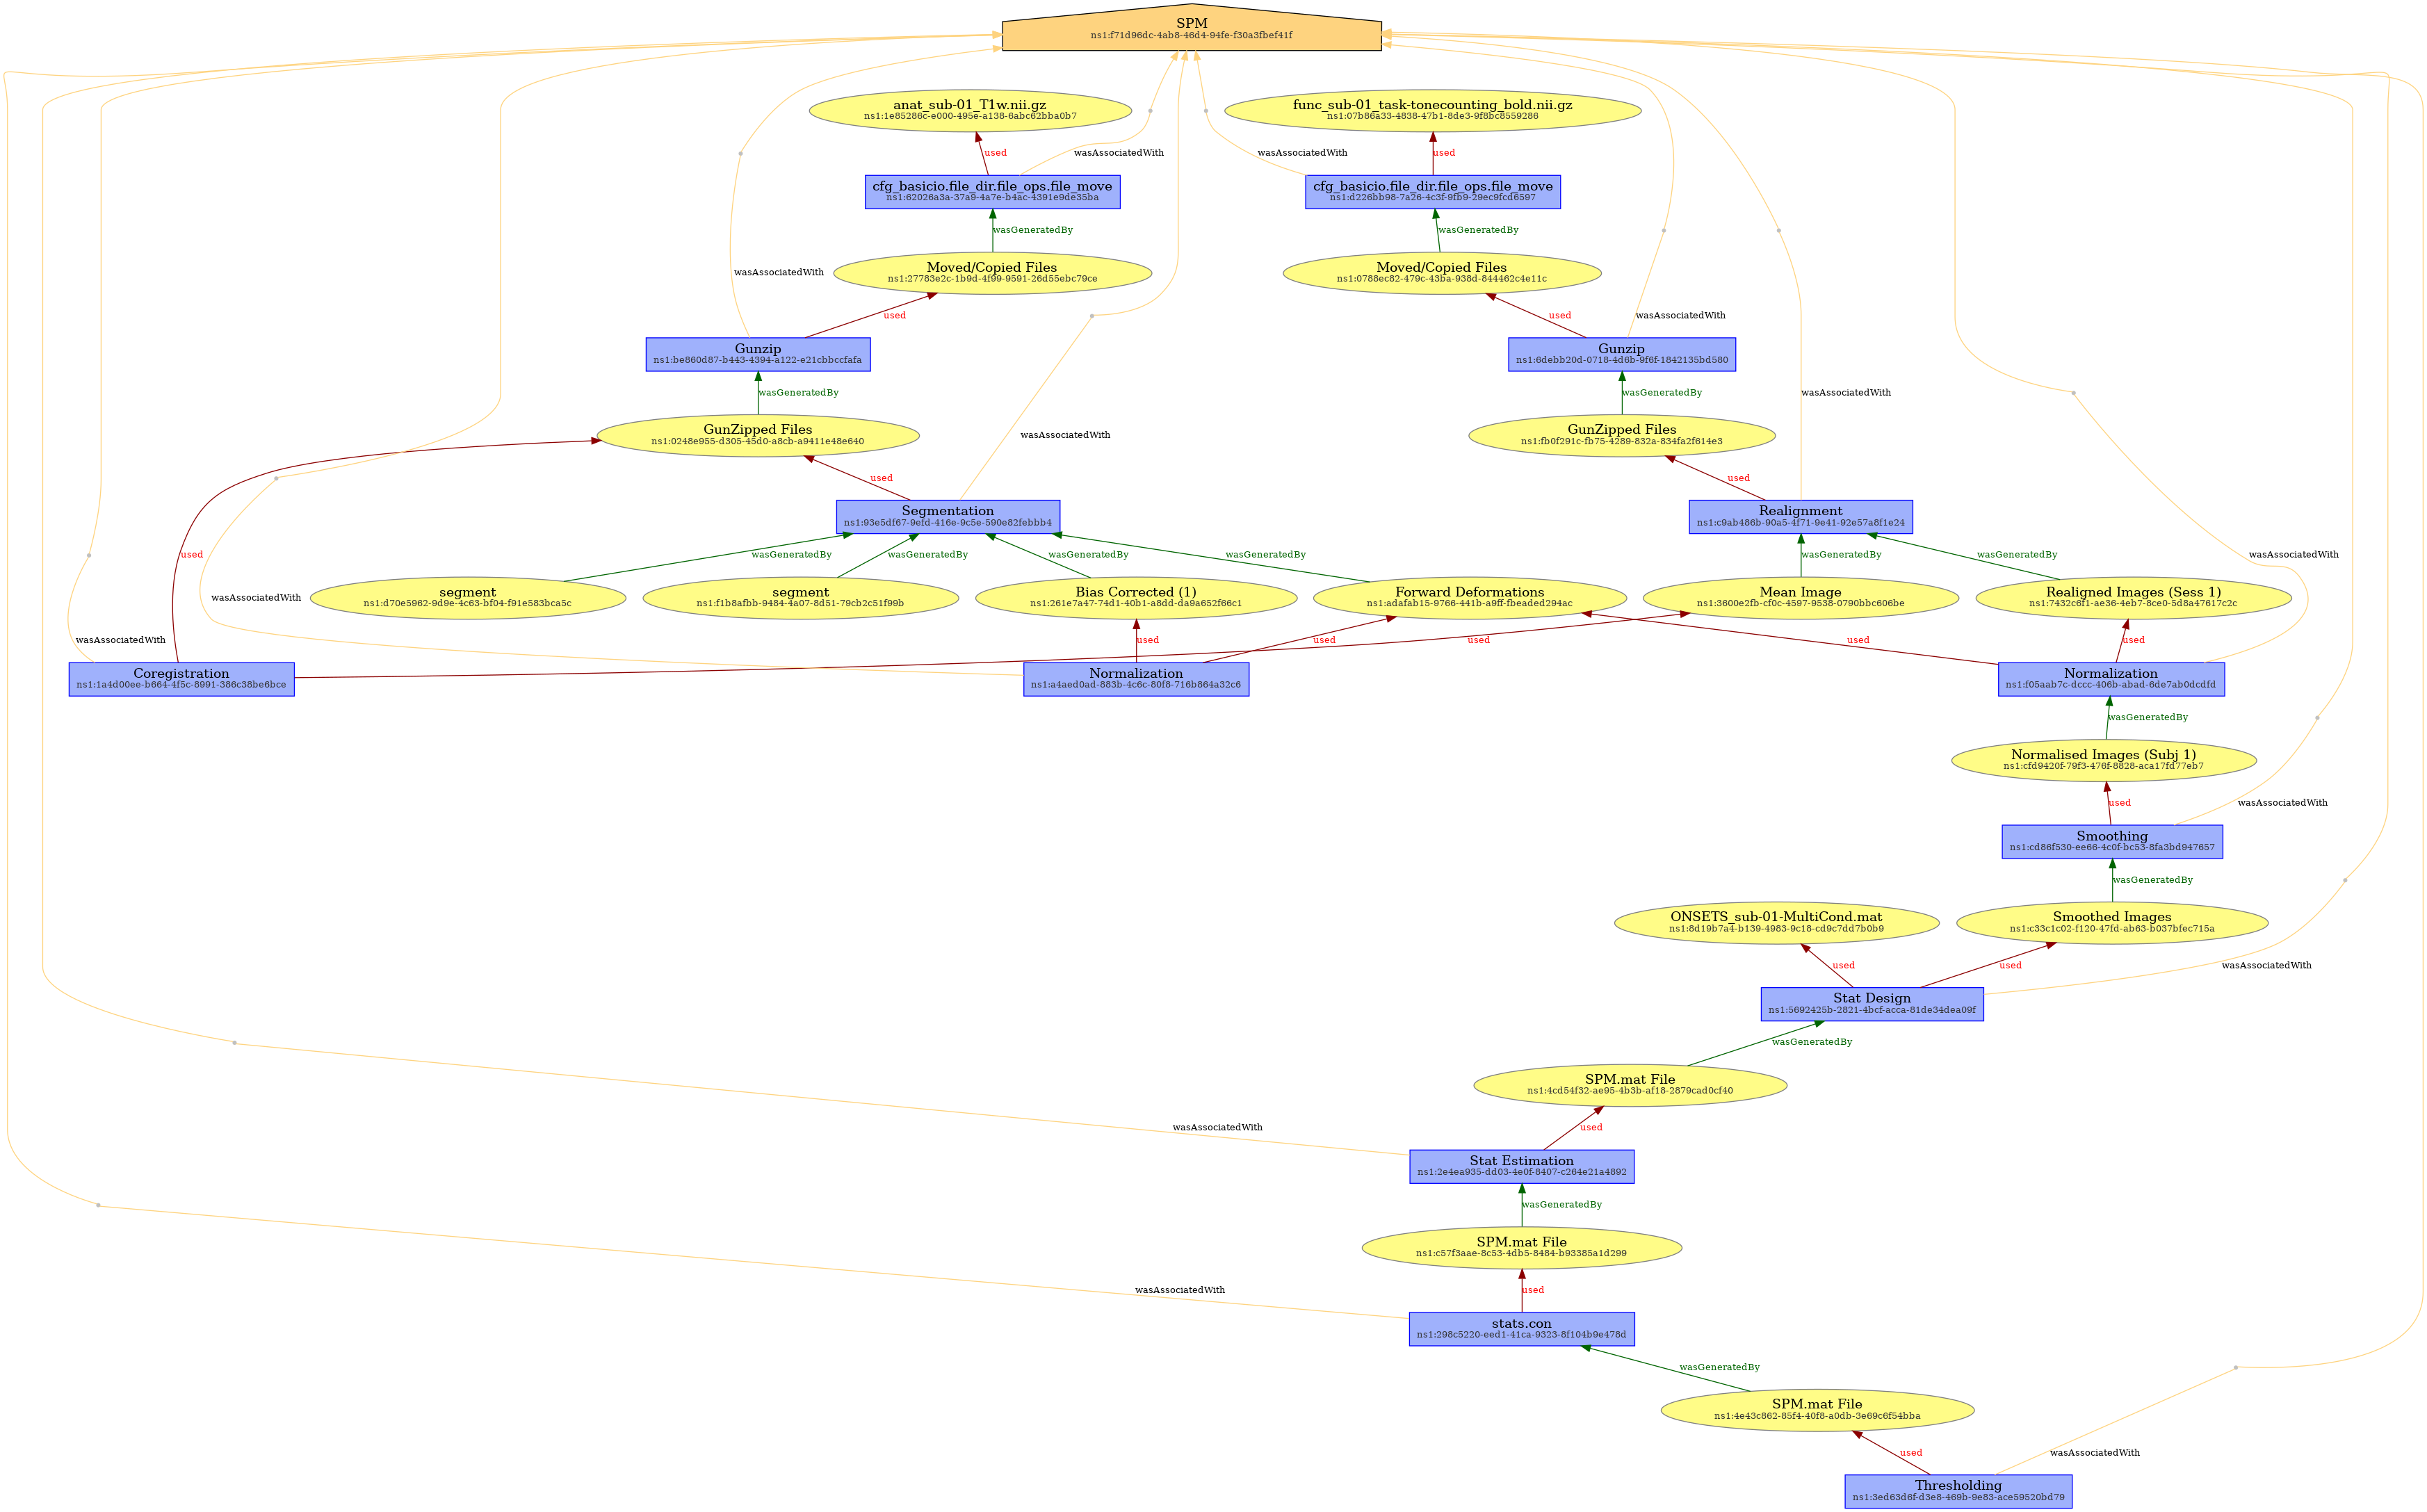 SPM
ns1:f71d96dc-4ab8-46d4-94fe-f30a3fbef41f
anat_sub-01_T1w.nii.gz
ns1:1e85286c-e000-495e-a138-6abc62bba0b7
func_sub-01_task-tonecounting_bold.nii.gz
ns1:07b86a33-4838-47b1-8de3-9f8bc8559286
used
wasAssociatedWith
wasAssociatedWith
used
cfg_basicio.file_dir.file_ops.file_move
ns1:62026a3a-37a9-4a7e-b4ac-4391e9de35ba
cfg_basicio.file_dir.file_ops.file_move
ns1:d226bb98-7a26-4c3f-9fb9-29ec9fcd6597
wasGeneratedBy
wasGeneratedBy
wasAssociatedWith
Moved/Copied Files
ns1:27783e2c-1b9d-4f99-9591-26d55ebc79ce
Moved/Copied Files
ns1:0788ec82-479c-43ba-938d-844462c4e11c
used
used
wasAssociatedWith
Gunzip
ns1:be860d87-b443-4394-a122-e21cbbccfafa
Gunzip
ns1:6debb20d-0718-4d6b-9f6f-1842135bd580
wasGeneratedBy
wasGeneratedBy
wasAssociatedWith
GunZipped Files
ns1:0248e955-d305-45d0-a8cb-a9411e48e640
wasAssociatedWith
GunZipped Files
ns1:fb0f291c-fb75-4289-832a-834fa2f614e3
used
used
Segmentation
ns1:93e5df67-9efd-416e-9c5e-590e82febbb4
Realignment
ns1:c9ab486b-90a5-4f71-9e41-92e57a8f1e24
used
wasGeneratedBy
wasGeneratedBy
wasGeneratedBy
wasGeneratedBy
wasGeneratedBy
wasGeneratedBy
wasAssociatedWith
wasAssociatedWith
segment
ns1:d70e5962-9d9e-4c63-bf04-f91e583bca5c
segment
ns1:f1b8afbb-9484-4a07-8d51-79cb2c51f99b
Bias Corrected (1)
ns1:261e7a47-74d1-40b1-a8dd-da9a652f66c1
Forward Deformations
ns1:adafab15-9766-441b-a9ff-fbeaded294ac
Mean Image
ns1:3600e2fb-cf0c-4597-9538-0790bbc606be
Realigned Images (Sess 1)
ns1:7432c6f1-ae36-4eb7-8ce0-5d8a47617c2c
wasAssociatedWith
used
used
used
used
used
Coregistration
ns1:1a4d00ee-b664-4f5c-8991-386c38be6bce
Normalization
ns1:a4aed0ad-883b-4c6c-80f8-716b864a32c6
Normalization
ns1:f05aab7c-dccc-406b-abad-6de7ab0dcdfd
wasGeneratedBy
Normalised Images (Subj 1)
ns1:cfd9420f-79f3-476f-8828-aca17fd77eb7
used
wasAssociatedWith
Smoothing
ns1:cd86f530-ee66-4c0f-bc53-8fa3bd947657
wasGeneratedBy
ONSETS_sub-01-MultiCond.mat
ns1:8d19b7a4-b139-4983-9c18-cd9c7dd7b0b9
Smoothed Images
ns1:c33c1c02-f120-47fd-ab63-b037bfec715a
used
used
wasAssociatedWith
Stat Design
ns1:5692425b-2821-4bcf-acca-81de34dea09f
wasGeneratedBy
SPM.mat File
ns1:4cd54f32-ae95-4b3b-af18-2879cad0cf40
wasAssociatedWith
used
Stat Estimation
ns1:2e4ea935-dd03-4e0f-8407-c264e21a4892
wasGeneratedBy
SPM.mat File
ns1:c57f3aae-8c53-4db5-8484-b93385a1d299
wasAssociatedWith
used
stats.con
ns1:298c5220-eed1-41ca-9323-8f104b9e478d
wasGeneratedBy
SPM.mat File
ns1:4e43c862-85f4-40f8-a0db-3e69c6f54bba
used
wasAssociatedWith
Thresholding
ns1:3ed63d6f-d3e8-469b-9e83-ace59520bd79